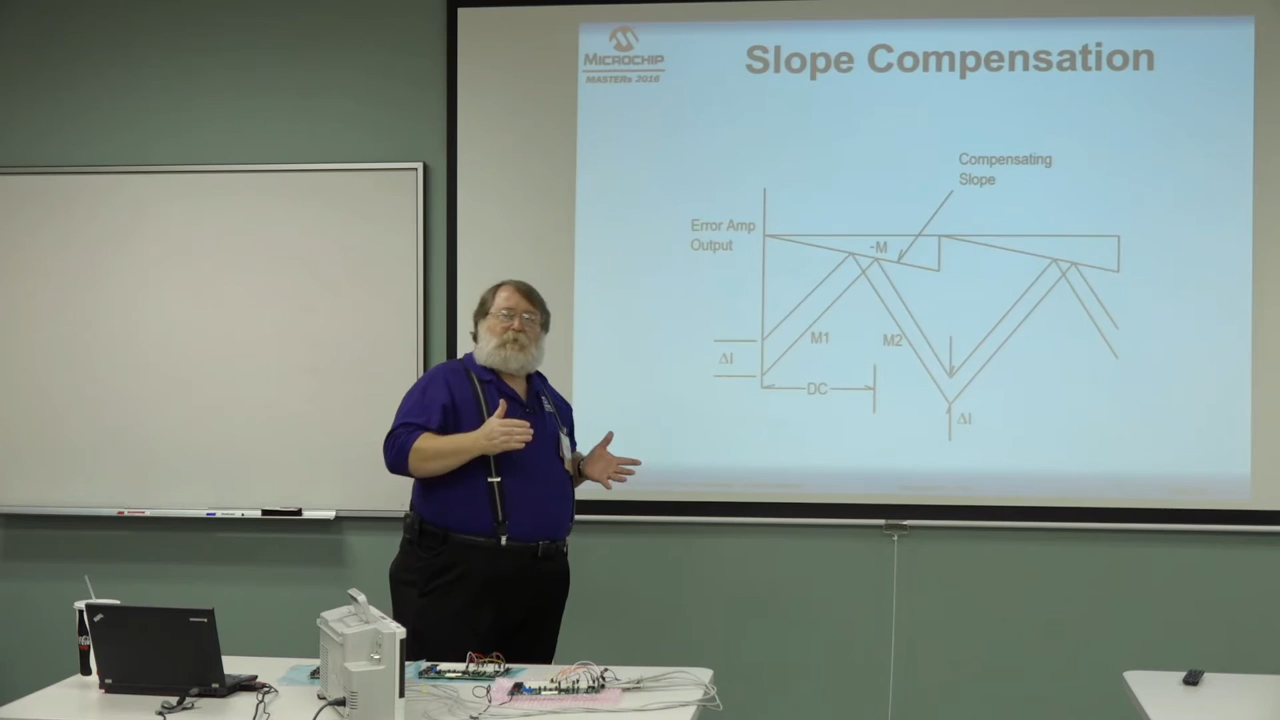 MICROCHIP
MASTERs 2016
Slope Compensation
Compensating
Slope
Error Amp
Output
-M
M1
M2
ΔI
DC
ΔI